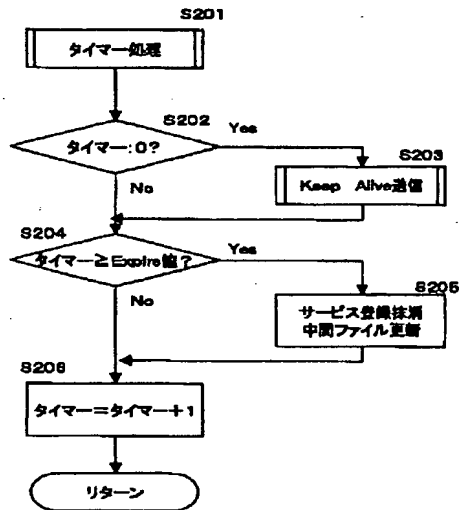 S201
タイマー処理
S202
タイマー:0?
Yes
S203
No
Keep Alive送信
S204
タイマー≧Expire値?
Yes
S205
No
サービス登録抹消
中間ファイル更新
S206
タイマー=タイマー+1
リターン